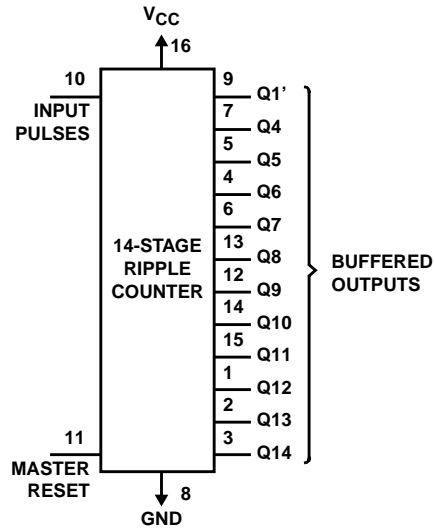 VCC
16
10
INPUT
PULSES
9
Q1'
7
Q4
5
Q5
4
Q6
6
Q7
13
Q8
12
Q9
14
Q10
15
Q11
1
Q12
2
Q13
3
Q14
14-STAGE
RIPPLE
COUNTER
BUFFERED
OUTPUTS
11
MASTER
RESET
8
GND